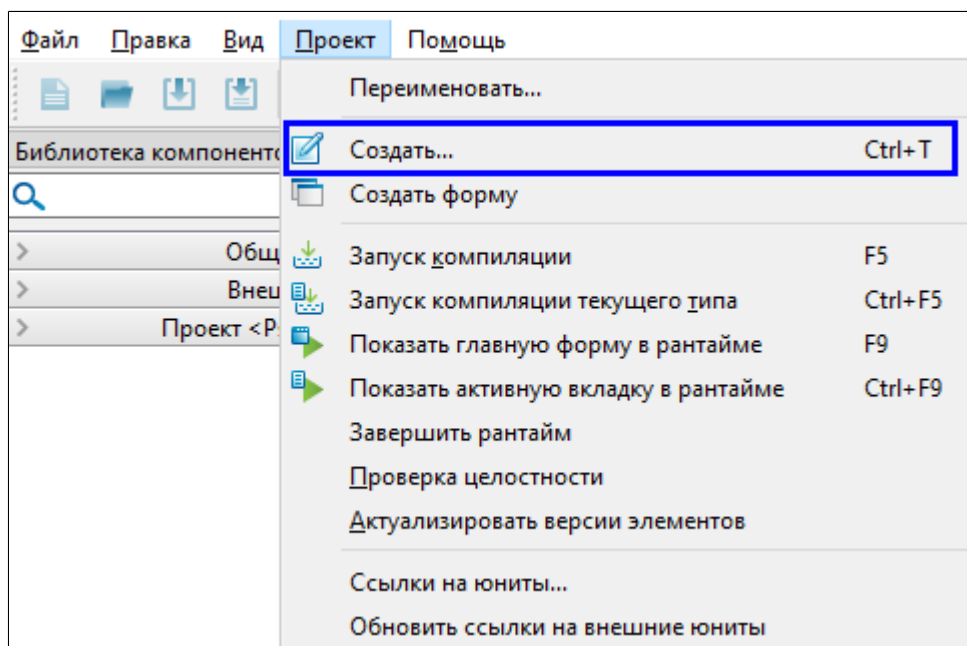 Файл Правка Вид Проект Помощь
Переименовать...
Библиотека
Создать... Ctrl+T
Создать форму
Запуск компиляции F5
Запуск компиляции текущего типа Ctrl+F5
Проект
Показать главную форму в рантайме F9
Показать активную вкладку в рантайме Ctrl+F9
Завершить рантайм
Проверка целостности
Актуализировать версии элементов
Ссылки на юниты...
Обновить ссылки на внешние юниты